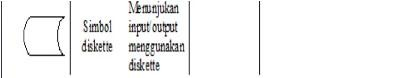 Simbol
diskette
Menunjukan
input/output
menggunakan
diskette